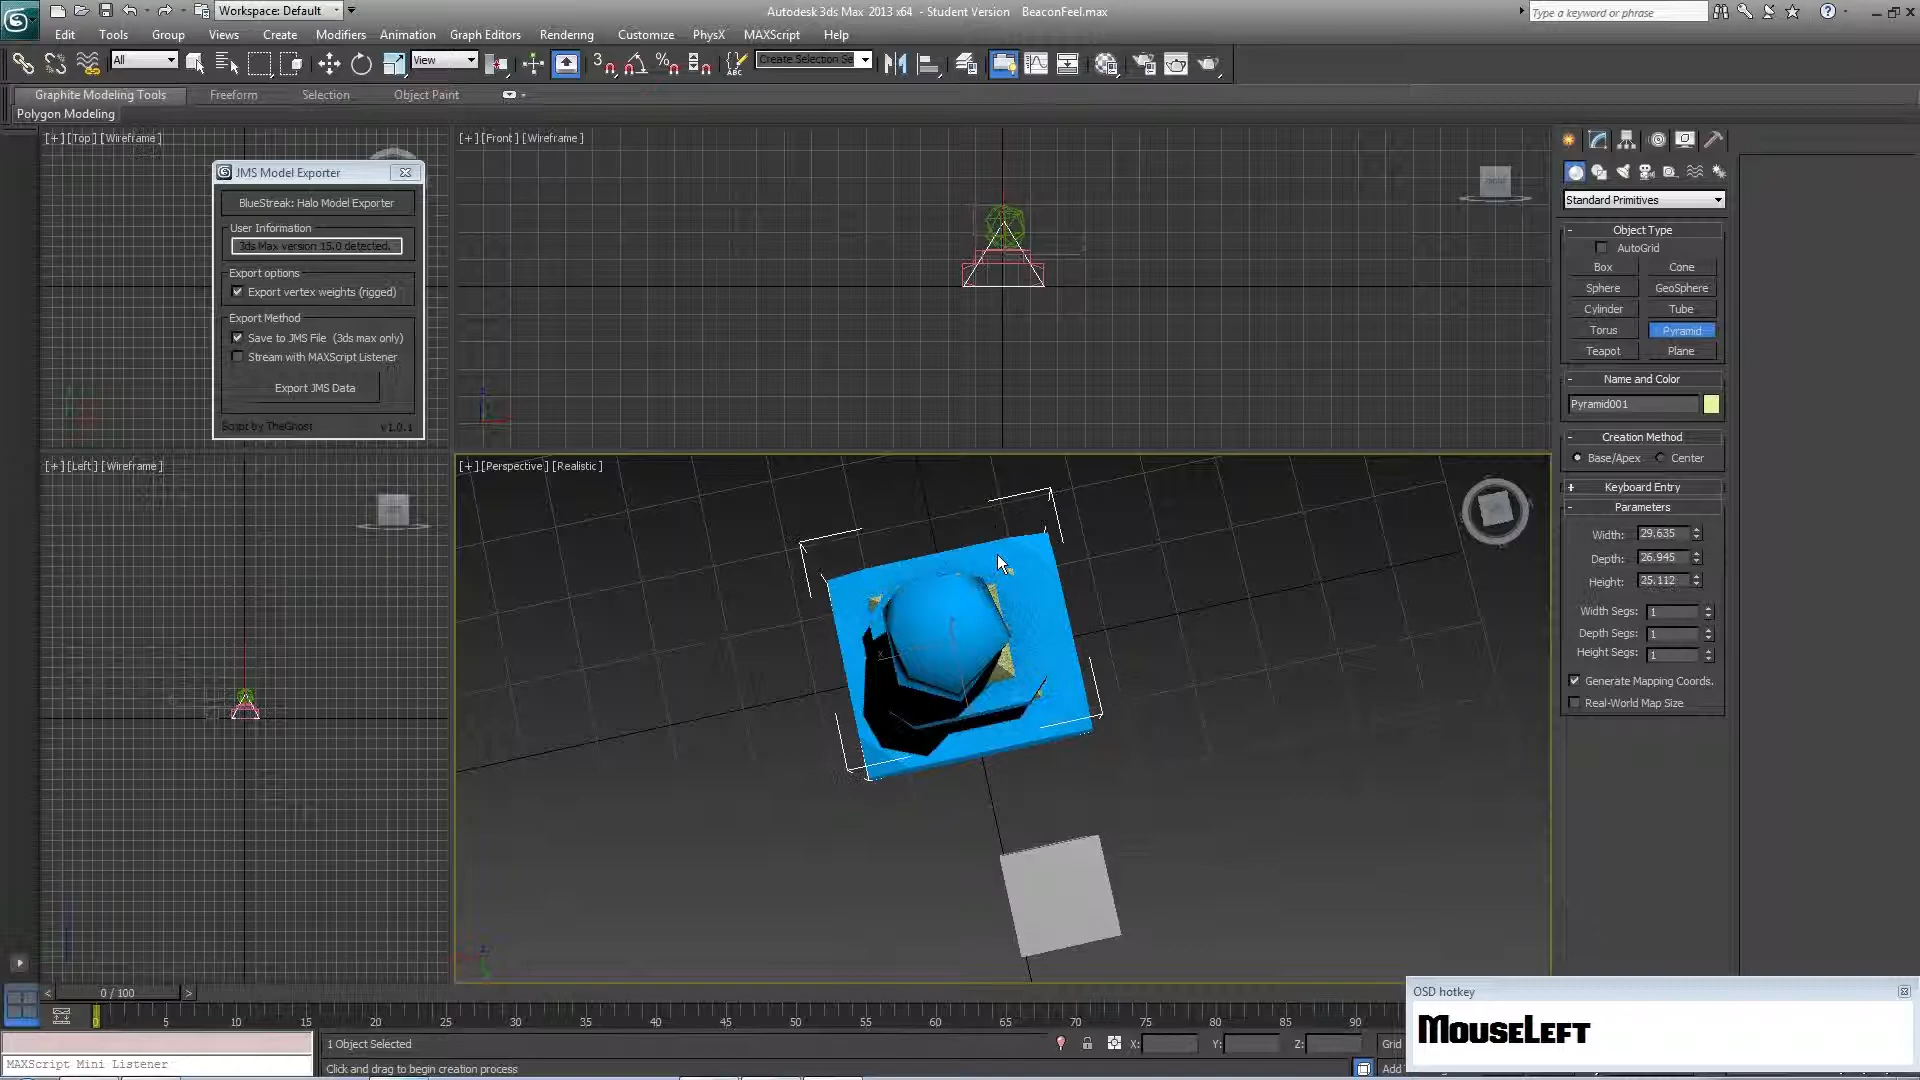 Workspace: Default
Autodesk 3ds Max 2013 x64 - Student Version BeaconFeel.max
Type a keyword or phrase
Edit Tools Group Views Create Modifiers Animation Graph Editors Rendering Customize PhysX MAXScript Help
All
View
Create Selection Se
Graphite Modeling Tools Freeform Selection Object Paint
Polygon Modeling
[+] [Top] [Wireframe]
[+] [Front] [Wireframe]
JMS Model Exporter
BlueStreak: Halo Model Exporter
User Information
3ds Max version 15.0 detected.
Export options
Export vertex weights (rigged)
Export Method
Save to JMS File (3ds max only)
Stream with MAXScript Listener
Export JMS Data
Script by TheGhost v1.0.1
[+] [Left] [Wireframe]
[+] [Perspective] [Realistic]
Standard Primitives
- Object Type
AutoGrid
Box Cone
Sphere GeoSphere
Cylinder Tube
Torus Pyramid
Teapot Plane
- Name and Color
Pyramid001
- Creation Method
Base/Apex Center
+ Keyboard Entry
- Parameters
Width: 29.635
Depth: 26.945
Height: 25.112
Width Segs: 1
Depth Segs: 1
Height Segs: 1
Generate Mapping Coords.
Real-World Map Size
< 0 / 100 >
0 5 10 15 20 25 30 35 40 45 50 55 60 65 70 75 80 85 90
1 Object Selected
X: Y: Z: Grid
MAXScript Mini Listener
Click and drag to begin creation process
Add
OSD hotkey
MouseLeft